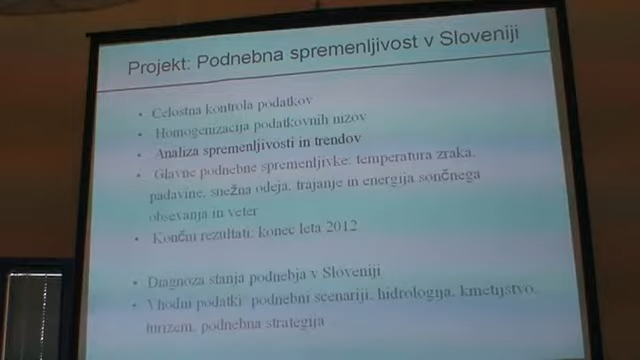 Projekt: Podnebna spremenljivost v Sloveniji
• Celostna kontrola podatkov
• Homogenizacija podatkovnih nizov
• Analiza spremenljivosti in trendov
• Glavne podnebne spremenljivke: temperatura zraka,
padavine, snežna odeja, trajanje in energija sončnega
obsevanja in veter
• Končni rezultati: konec leta 2012
• Diagnoza stanja podnebja v Sloveniji
• Vhodni podatki: podnebni scenariji, hidrologija, kmetijstvo,
turizem, podnebna strategija